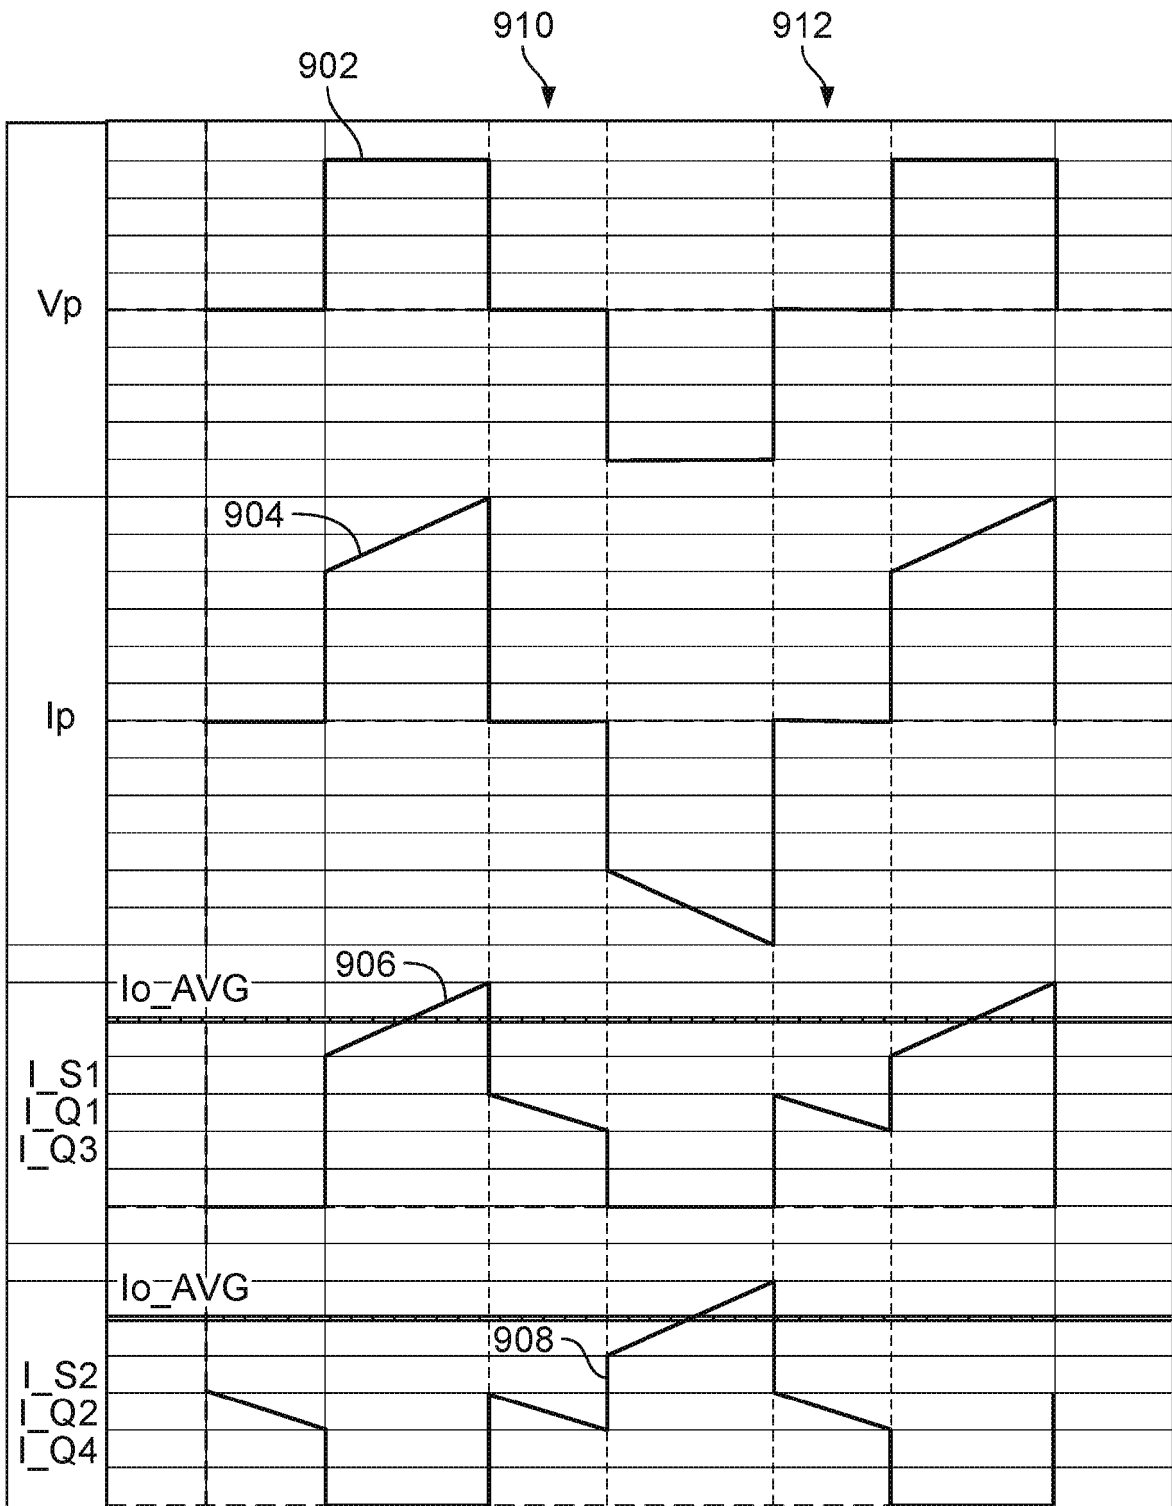 910
912
902
Vp
904
Ip
906
Io_AVG
I_S1
I_Q1
I_Q3
Io_AVG
908
I_S2
I_Q2
I_Q4